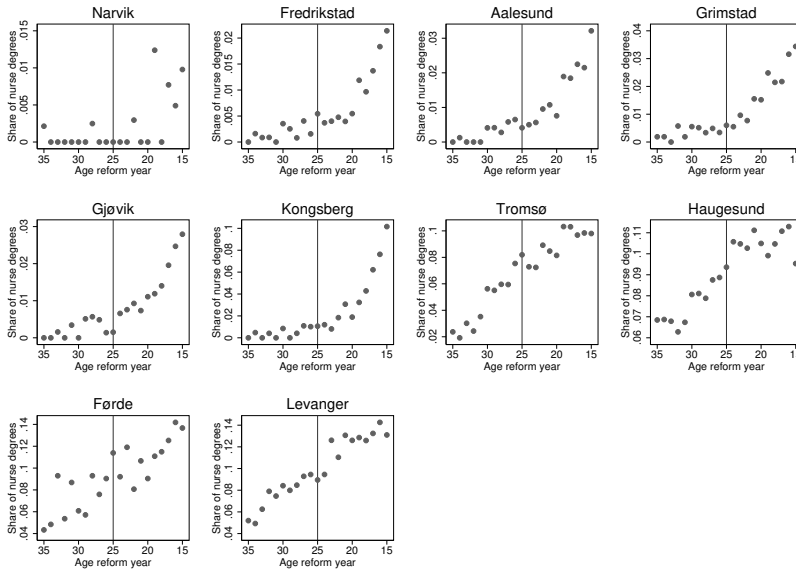 Narvik
Share of nurse degrees
0 .005 .01 .015
35 30 25 20 15
Age reform year
Fredrikstad
Share of nurse degrees
0 .005 .01 .015 .02
35 30 25 20 15
Age reform year
Aalesund
Share of nurse degrees
0 .01 .02 .03
35 30 25 20 15
Age reform year
Grimstad
Share of nurse degrees
0 .01 .02 .03 .04
35 30 25 20 15
Age reform year
Gjøvik
Share of nurse degrees
0 .01 .02 .03
35 30 25 20 15
Age reform year
Kongsberg
Share of nurse degrees
0 .02 .04 .06 .08 .1
35 30 25 20 15
Age reform year
Tromsø
Share of nurse degrees
.02 .04 .06 .08 .1
35 30 25 20 15
Age reform year
Haugesund
Share of nurse degrees
.06 .07 .08 .09 .1 .11
35 30 25 20 15
Age reform year
Førde
Share of nurse degrees
.04 .06 .08 .1 .12 .14
35 30 25 20 15
Age reform year
Levanger
Share of nurse degrees
.04 .06 .08 .1 .12 .14
35 30 25 20 15
Age reform year